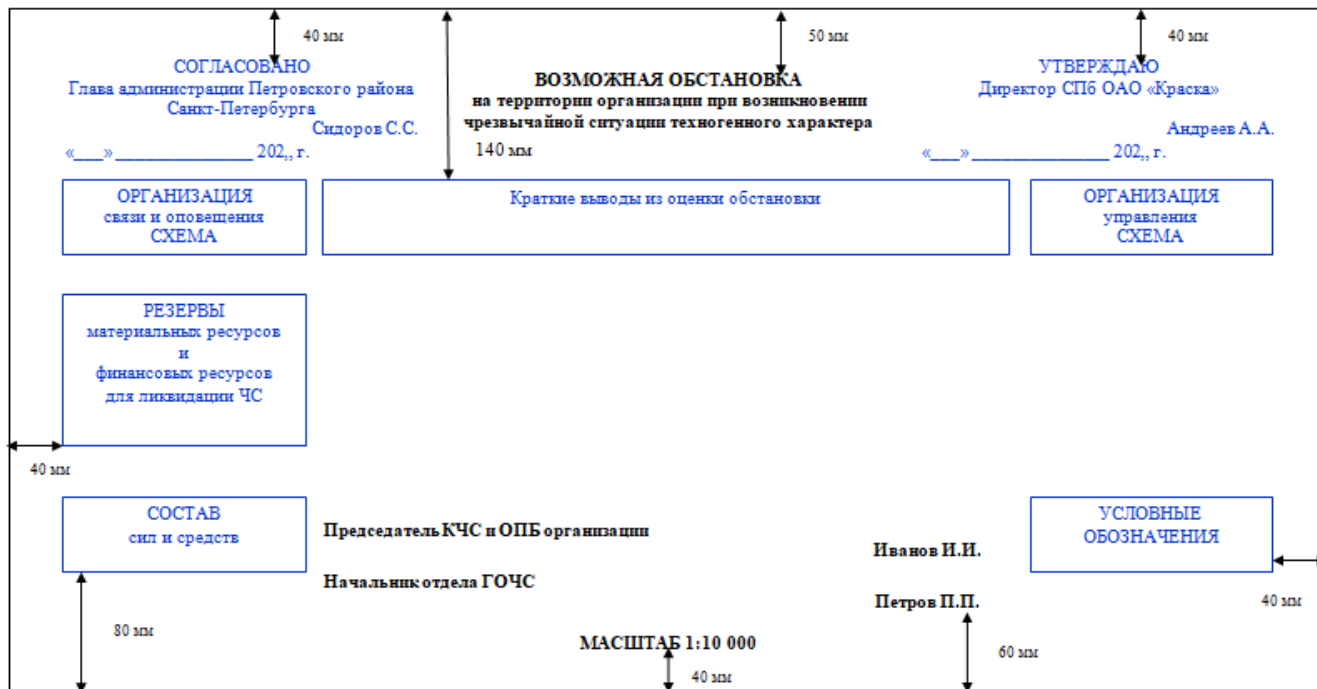 40 мм
50 мм
40 мм
СОГЛАСОВАНО
Глава администрации Петровского района
Санкт-Петербурга
Сидоров С.С.
«___» ________________ 202,, г.
ВОЗМОЖНАЯ ОБСТАНОВКА
на территории организации при возникновении
чрезвычайной ситуации техногенного характера
140 мм
УТВЕРЖДАЮ
Директор СПб ОАО «Краска»
Андреев А.А.
«___» ________________ 202,, г.
ОРГАНИЗАЦИЯ
связи и оповещения
СХЕМА
Краткие выводы из оценки обстановки
ОРГАНИЗАЦИЯ
управления
СХЕМА
РЕЗЕРВЫ
материальных ресурсов
и
финансовых ресурсов
для ликвидации ЧС
40 мм
СОСТАВ
сил и средств
Председатель КЧС и ОПБ организации
Иванов И.И.
Начальник отдела ГОЧС
Петров П.П.
УСЛОВНЫЕ
ОБОЗНАЧЕНИЯ
40 мм
80 мм
МАСШТАБ 1:10 000
60 мм
40 мм